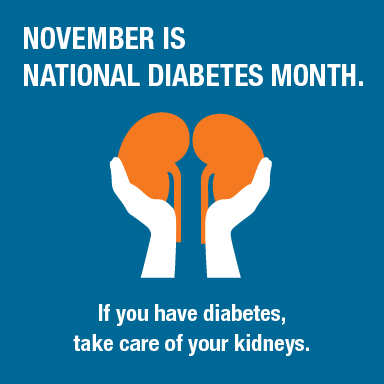 NOVEMBER IS
NATIONAL DIABETES MONTH.
If you have diabetes,
take care of your kidneys.